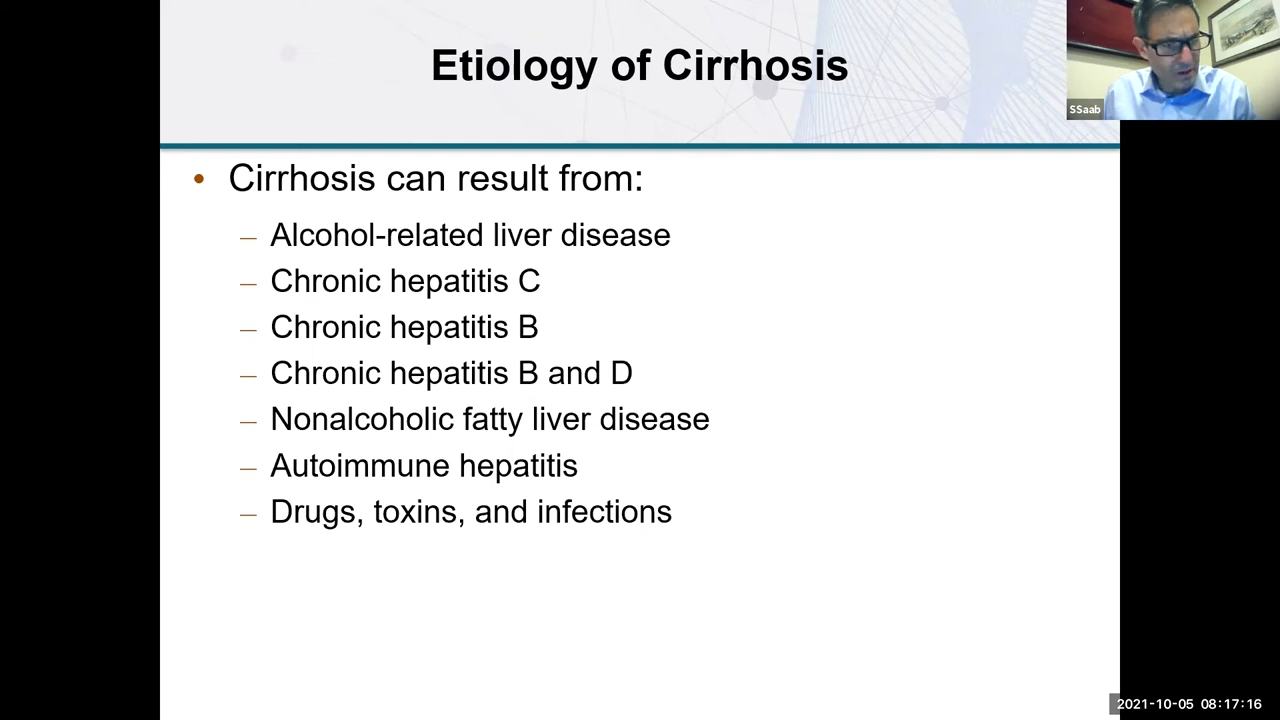 Etiology of Cirrhosis
SSaab
• Cirrhosis can result from:
– Alcohol-related liver disease
– Chronic hepatitis C
– Chronic hepatitis B
– Chronic hepatitis B and D
– Nonalcoholic fatty liver disease
– Autoimmune hepatitis
– Drugs, toxins, and infections
2021-10-05 08:17:16